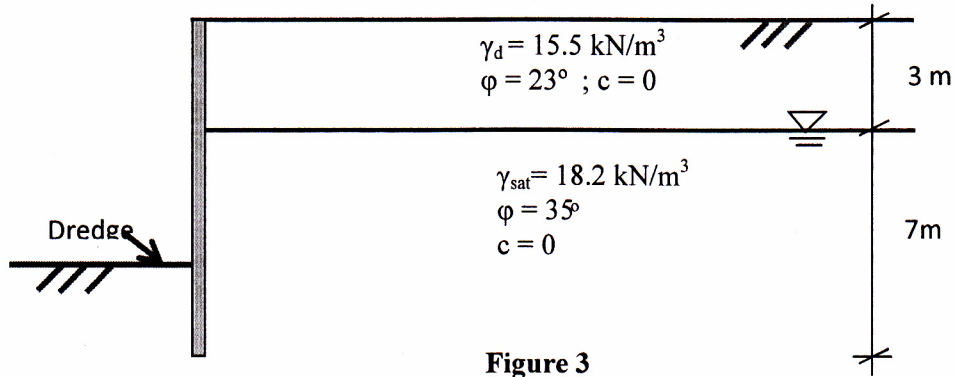 γd = 15.5 kN/m³
φ = 23° ; c = 0
3 m
γsat= 18.2 kN/m³
φ = 35°
c = 0
7m
Dredge
Figure 3